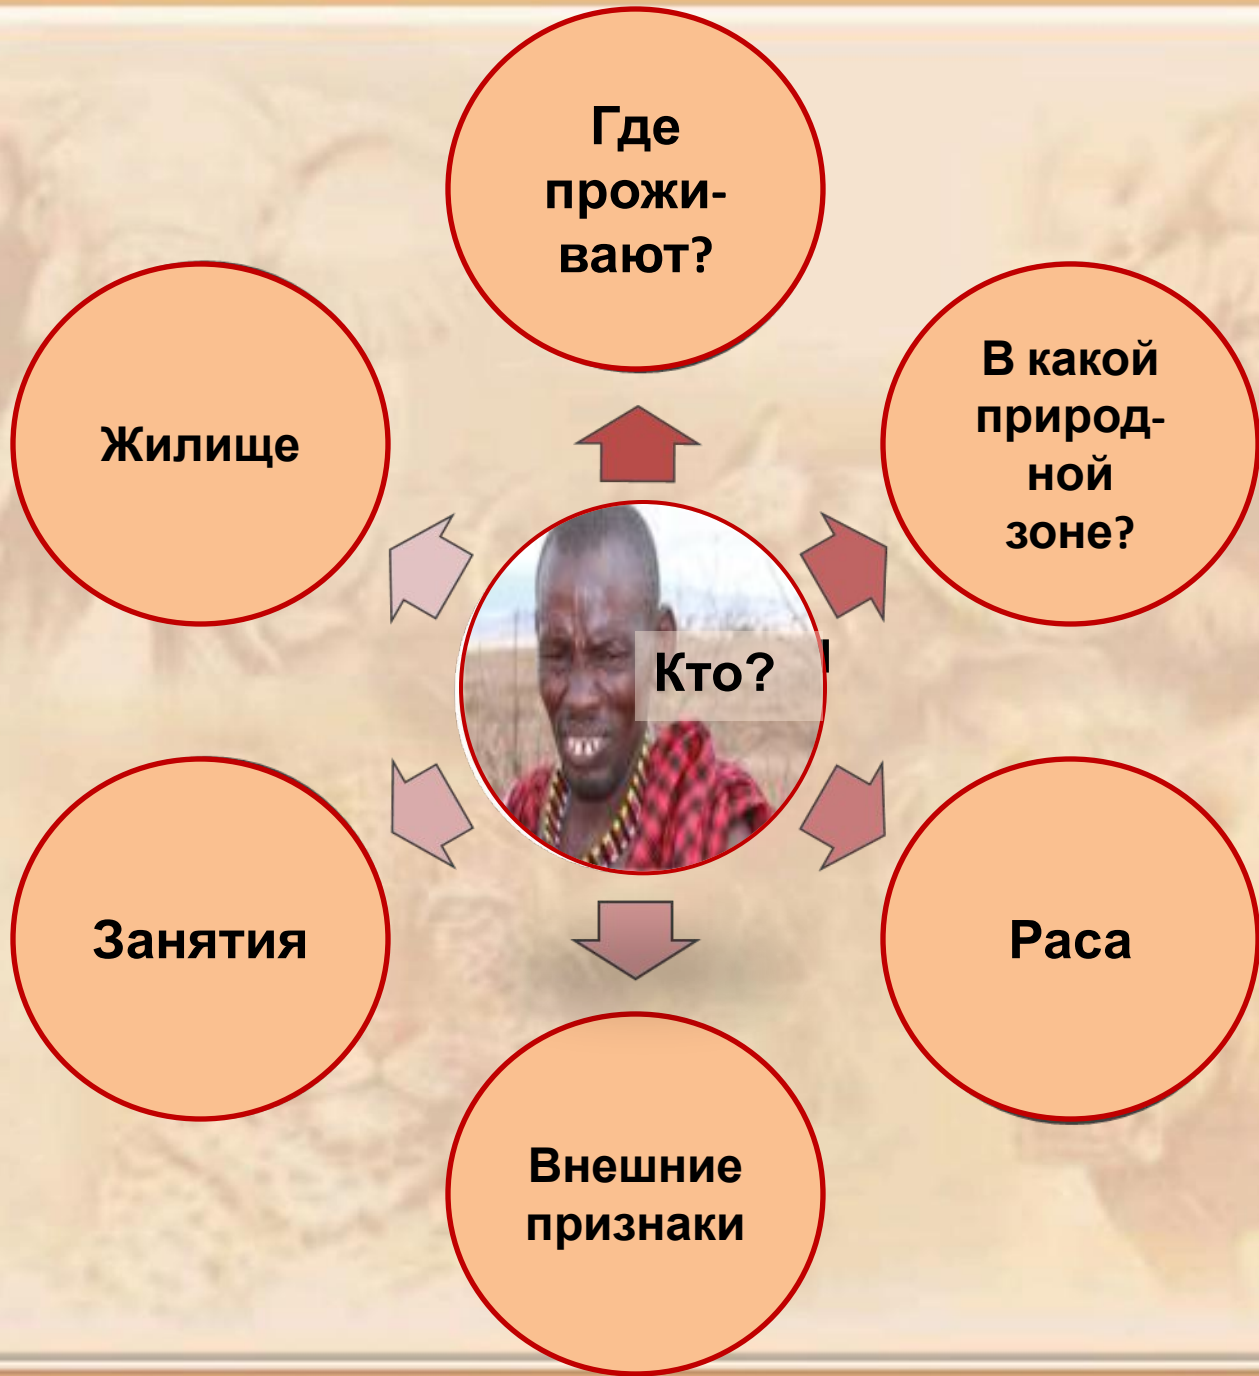 Где
прожи-
вают?
В какой
природ-
ной
зоне?
Жилище
Кто?
Занятия
Раса
Внешние
признаки